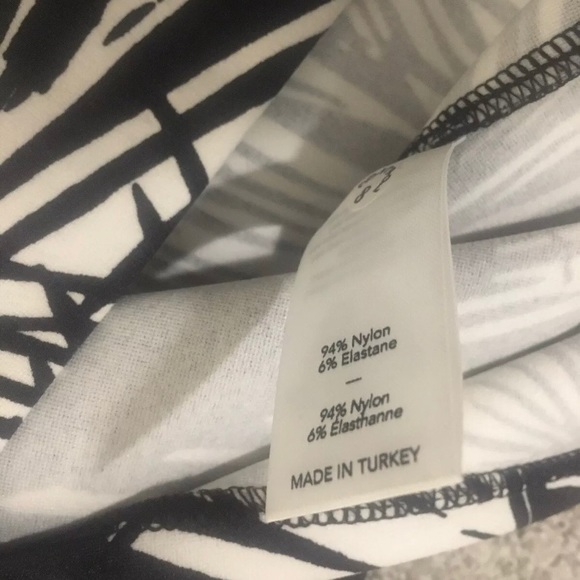 94% Nylon
6% Elastane
—
94% Nylon
6% Elasthanne
MADE IN TURKEY